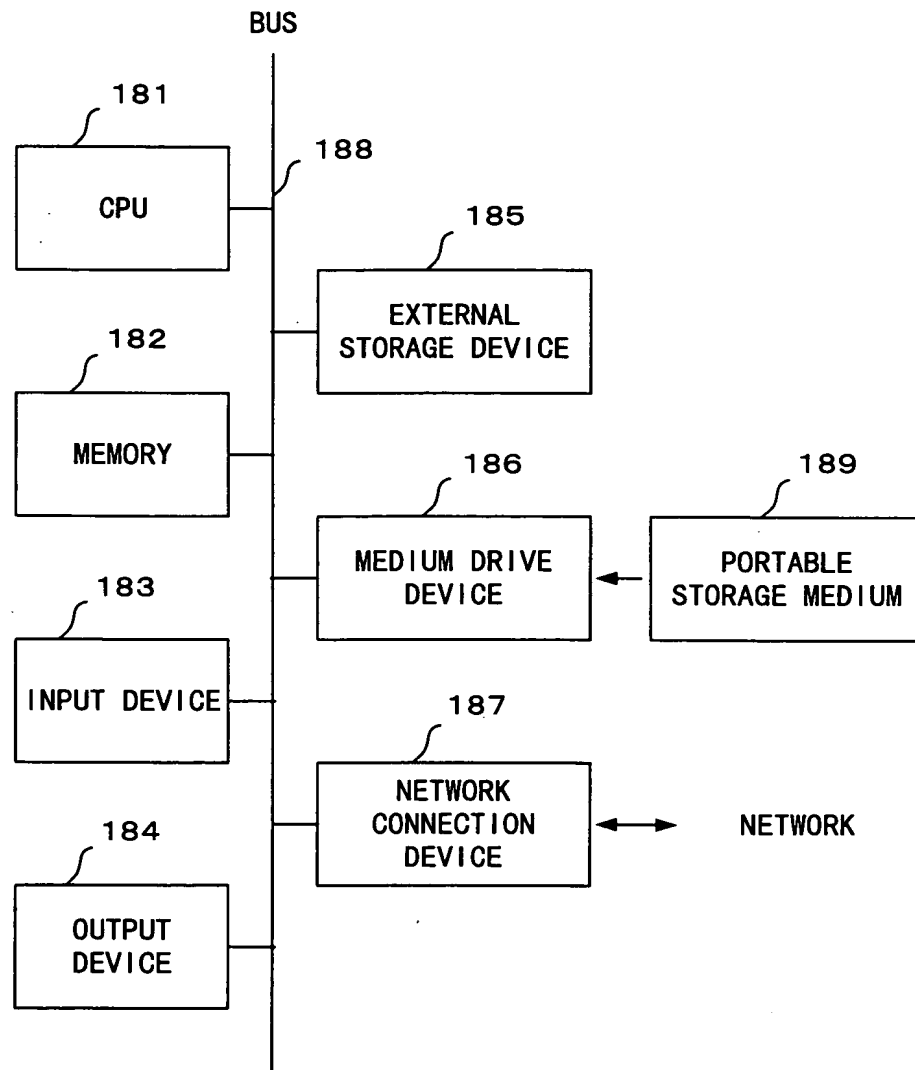 BUS
181
188
CPU
185
EXTERNAL
STORAGE DEVICE
182
MEMORY
186
189
MEDIUM DRIVE
DEVICE
PORTABLE
STORAGE MEDIUM
183
INPUT DEVICE
187
NETWORK
CONNECTION
DEVICE
NETWORK
184
OUTPUT
DEVICE